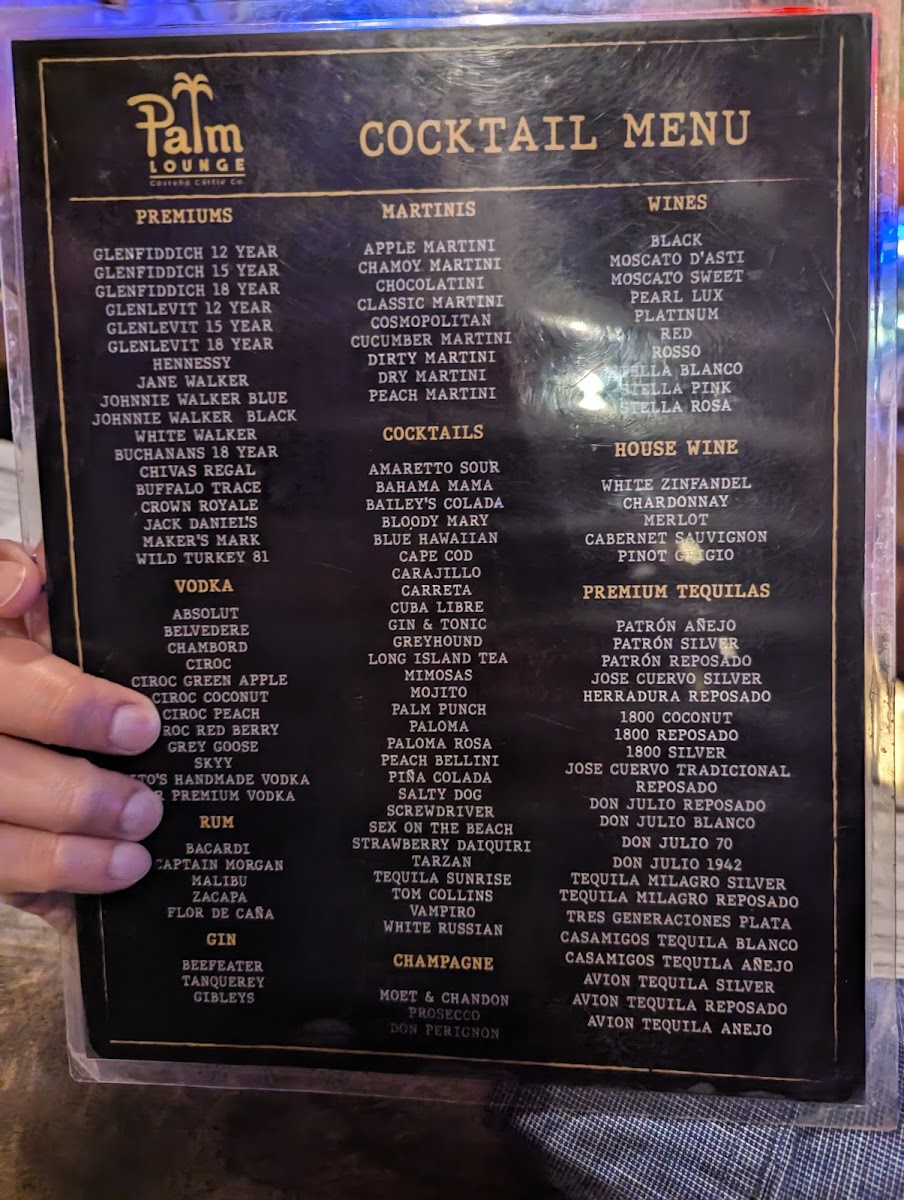 Palm
LOUNGE
Costeño Cattle Co.
COCKTAIL MENU
PREMIUMS
GLENFIDDICH 12 YEAR
GLENFIDDICH 15 YEAR
GLENFIDDICH 18 YEAR
GLENLEVIT 12 YEAR
GLENLEVIT 15 YEAR
GLENLEVIT 18 YEAR
HENNESSY
JANE WALKER
JOHNNIE WALKER BLUE
JOHNNIE WALKER BLACK
WHITE WALKER
BUCHANANS 18 YEAR
CHIVAS REGAL
BUFFALO TRACE
CROWN ROYALE
JACK DANIEL'S
MAKER'S MARK
WILD TURKEY 81
VODKA
ABSOLUT
BELVEDERE
CHAMBORD
CIROC
CIROC GREEN APPLE
CIROC COCONUT
CIROC PEACH
RED BERRY
GREY GOOSE
SKYY
HANDMADE VODKA
PREMIUM VODKA
RUM
BACARDI
CAPTAIN MORGAN
MALIBU
ZACAPA
FLOR DE CAÑA
GIN
BEEFEATER
TANQUEREY
GIBLEYS
MARTINIS
APPLE MARTINI
CHAMOY MARTINI
CHOCOLATINI
CLASSIC MARTINI
COSMOPOLITAN
CUCUMBER MARTINI
DIRTY MARTINI
DRY MARTINI
PEACH MARTINI
COCKTAILS
AMARETTO SOUR
BAHAMA MAMA
BAILEY'S COLADA
BLOODY MARY
BLUE HAWAIIAN
CAPE COD
CARAJILLO
CARRETA
CUBA LIBRE
GIN & TONIC
GREYHOUND
LONG ISLAND TEA
MIMOSAS
MOJITO
PALM PUNCH
PALOMA
PALOMA ROSA
PEACH BELLINI
PIÑA COLADA
SALTY DOG
SCREWDRIVER
SEX ON THE BEACH
STRAWBERRY DAIQUIRI
TARZAN
TEQUILA SUNRISE
TOM COLLINS
VAMPIRO
WHITE RUSSIAN
CHAMPAGNE
MOET & CHANDON
PROSECCO
DON PERIGNON
WINES
BLACK
MOSCATO D'ASTI
MOSCATO SWEET
PEARL LUX
PLATINUM
RED
ROSSO
STELLA BLANCO
STELLA PINK
STELLA ROSA
HOUSE WINE
WHITE ZINFANDEL
CHARDONNAY
MERLOT
CABERNET SAUVIGNON
PINOT GRIGIO
PREMIUM TEQUILAS
PATRÓN AÑEJO
PATRÓN SILVER
PATRÓN REPOSADO
JOSE CUERVO SILVER
HERRADURA REPOSADO
1800 COCONUT
1800 REPOSADO
1800 SILVER
JOSE CUERVO TRADICIONAL
REPOSADO
DON JULIO REPOSADO
DON JULIO BLANCO
DON JULIO 70
DON JULIO 1942
TEQUILA MILAGRO SILVER
TEQUILA MILAGRO REPOSADO
TRES GENERACIONES PLATA
CASAMIGOS TEQUILA BLANCO
CASAMIGOS TEQUILA AÑEJO
AVION TEQUILA SILVER
AVION TEQUILA REPOSADO
AVION TEQUILA ANEJO